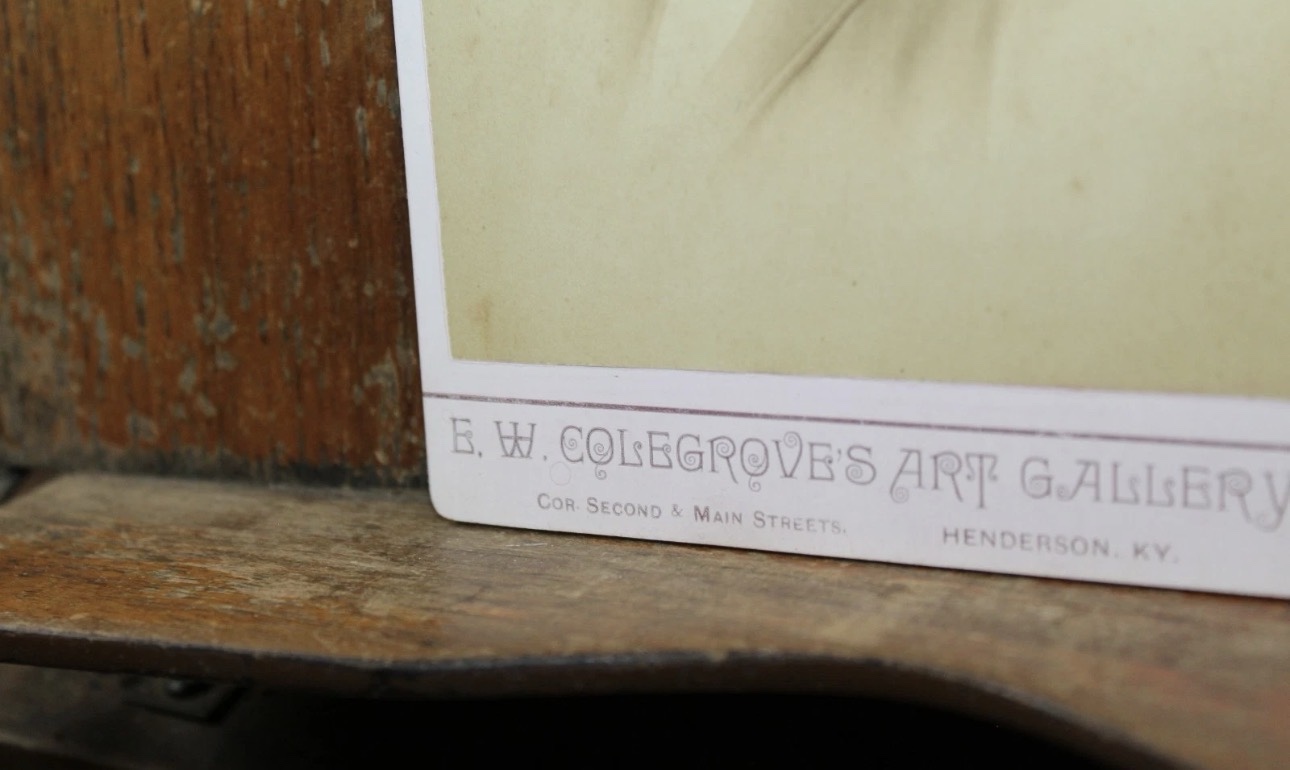 E. W. COLEGROVE'S ART GALLERY
COR. SECOND & MAIN STREETS. HENDERSON. KY.